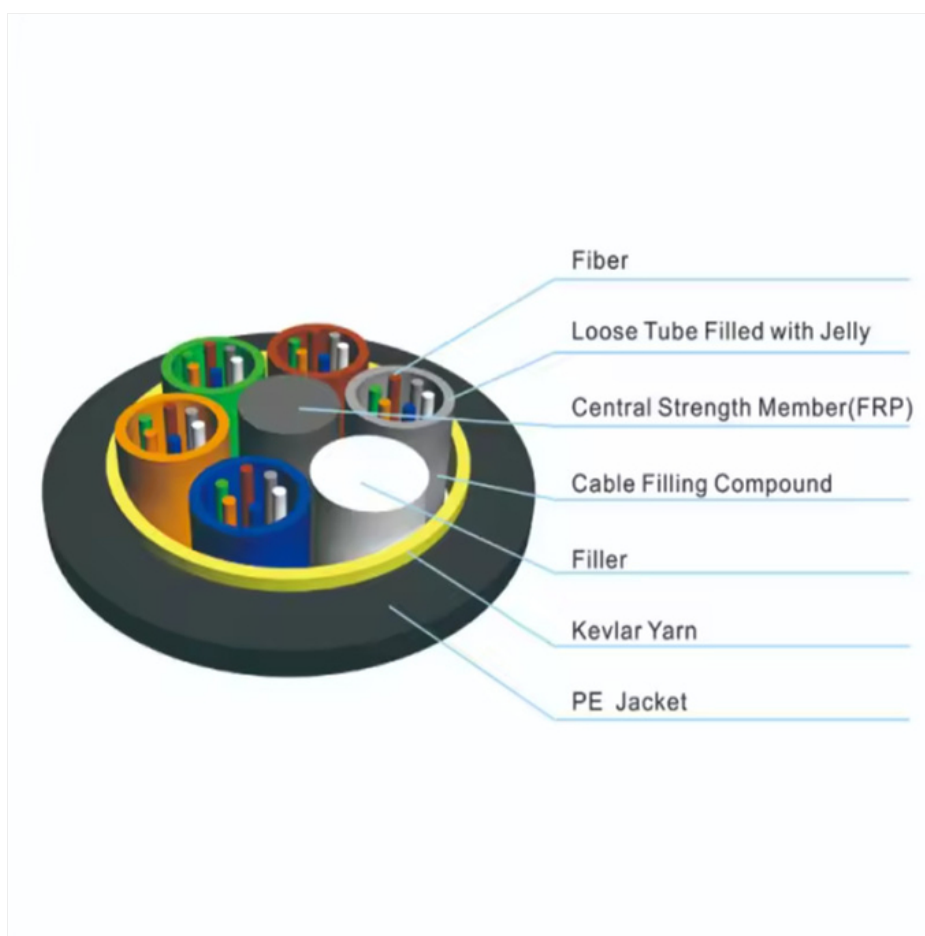 Fiber
Loose Tube Filled with Jelly
Central Strength Member(FRP)
Cable Filling Compound
Filler
Kevlar Yarn
PE Jacket